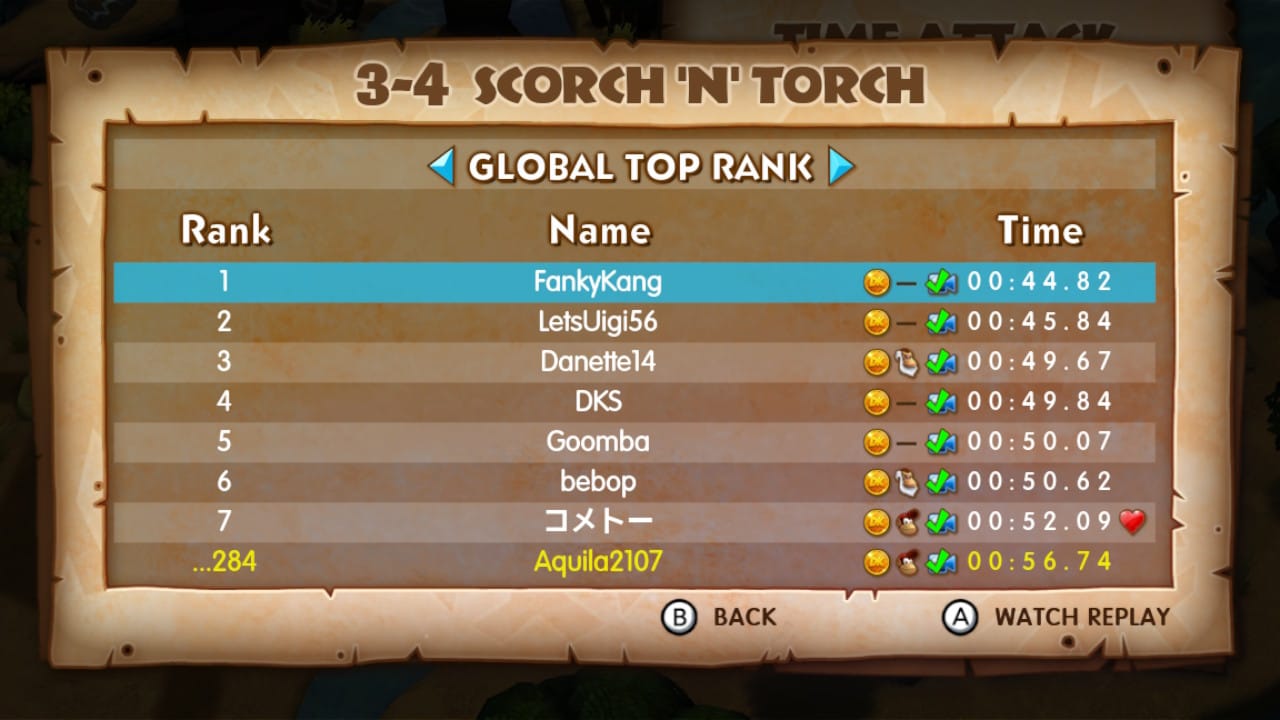 TIME ATTACK
3-4 SCORCH 'N' TORCH
GLOBAL TOP RANK
Rank Name Time
1 FankyKang 00:44.82
2 LetsUigi56 00:45.84
3 Danette14 00:49.67
4 DKS 00:49.84
5 Goomba 00:50.07
6 bebop 00:50.62
7 コメトー 00:52.09
...284 Aquila2107 00:56.74
B BACK A WATCH REPLAY